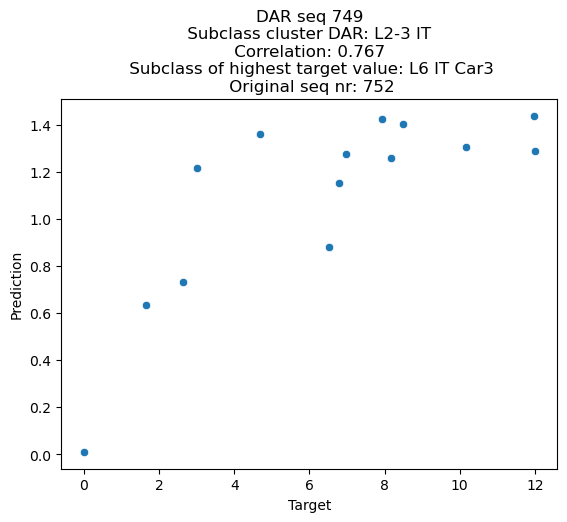 DAR seq 749
Subclass cluster DAR: L2-3 IT
Correlation: 0.767
Subclass of highest target value: L6 IT Car3
Original seq nr: 752
1.4
1.2
1.0
0.8
0.6
0.4
0.2
0.0
Prediction
0 2 4 6 8 10 12
Target